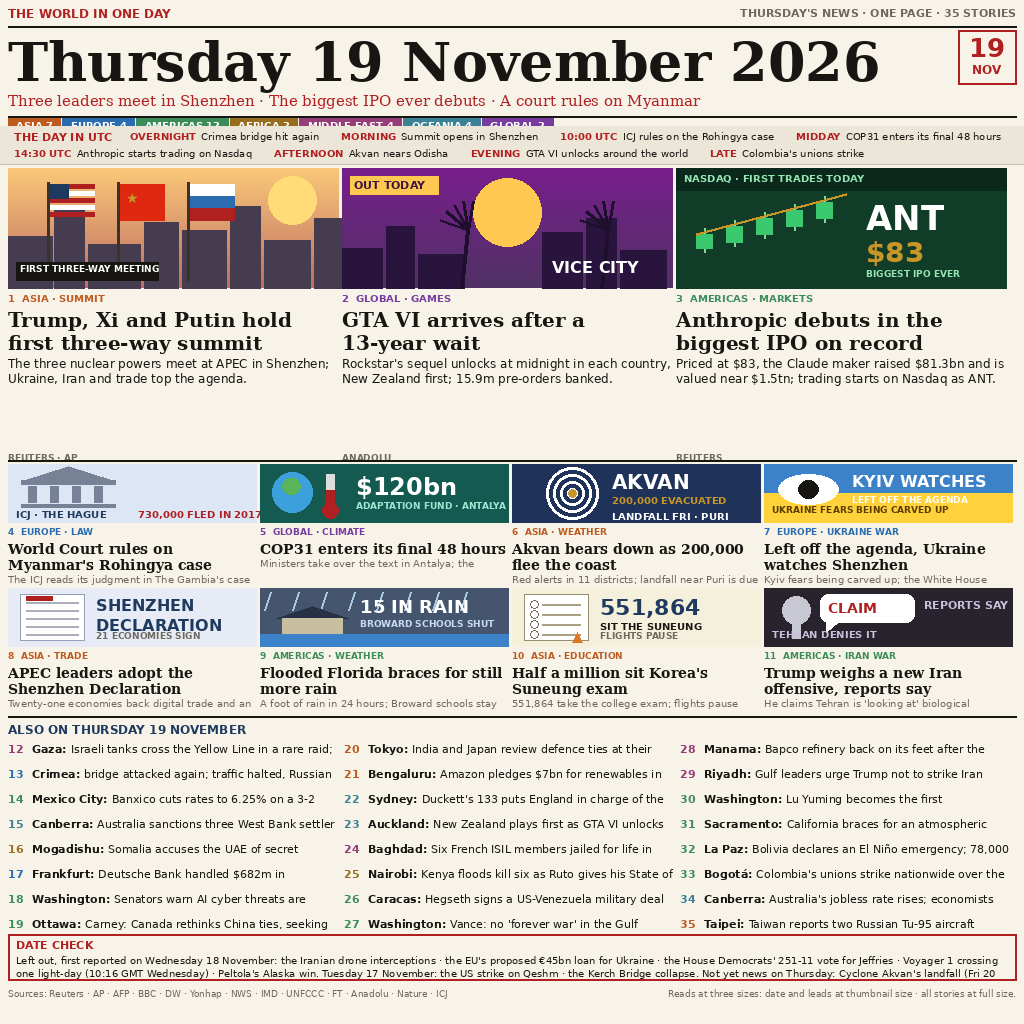 THE WORLD IN ONE DAY
THURSDAY'S NEWS · ONE PAGE · 35 STORIES
Thursday 19 November 2026
19
NOV
Three leaders meet in Shenzhen · The biggest IPO ever debuts · A court rules on Myanmar
ASIA 7 EUROPE 4 AMERICAS 12 AFRICA 2 MIDDLE EAST 4 OCEANIA 4 GLOBAL 2
THE DAY IN UTC OVERNIGHT Crimea bridge hit again MORNING Summit opens in Shenzhen 10:00 UTC ICJ rules on the Rohingya case MIDDAY COP31 enters its final 48 hours
14:30 UTC Anthropic starts trading on Nasdaq AFTERNOON Akvan nears Odisha EVENING GTA VI unlocks around the world LATE Colombia's unions strike
FIRST THREE-WAY MEETING
OUT TODAY
VICE CITY
NASDAQ · FIRST TRADES TODAY
ANT
$83
BIGGEST IPO EVER
1 ASIA · SUMMIT
Trump, Xi and Putin hold
first three-way summit
The three nuclear powers meet at APEC in Shenzhen;
Ukraine, Iran and trade top the agenda.
REUTERS · AP
2 GLOBAL · GAMES
GTA VI arrives after a
13-year wait
Rockstar's sequel unlocks at midnight in each country,
New Zealand first; 15.9m pre-orders banked.
ANADOLU
3 AMERICAS · MARKETS
Anthropic debuts in the
biggest IPO on record
Priced at $83, the Claude maker raised $81.3bn and is
valued near $1.5tn; trading starts on Nasdaq as ANT.
REUTERS
ICJ · THE HAGUE
730,000 FLED IN 2017
4 EUROPE · LAW
World Court rules on
Myanmar's Rohingya case
The ICJ reads its judgment in The Gambia's case
$120bn
ADAPTATION FUND · ANTALYA
5 GLOBAL · CLIMATE
COP31 enters its final 48 hours
Ministers take over the text in Antalya; the
AKVAN
200,000 EVACUATED
LANDFALL FRI · PURI
6 ASIA · WEATHER
Akvan bears down as 200,000
flee the coast
Red alerts in 11 districts; landfall near Puri is due
KYIV WATCHES
LEFT OFF THE AGENDA
UKRAINE FEARS BEING CARVED UP
7 EUROPE · UKRAINE WAR
Left off the agenda, Ukraine
watches Shenzhen
Kyiv fears being carved up; the White House
SHENZHEN
DECLARATION
21 ECONOMIES SIGN
8 ASIA · TRADE
APEC leaders adopt the
Shenzhen Declaration
Twenty-one economies back digital trade and an
15 IN RAIN
BROWARD SCHOOLS SHUT
9 AMERICAS · WEATHER
Flooded Florida braces for still
more rain
A foot of rain in 24 hours; Broward schools stay
551,864
SIT THE SUNEUNG
FLIGHTS PAUSE
10 ASIA · EDUCATION
Half a million sit Korea's
Suneung exam
551,864 take the college exam; flights pause
CLAIM
REPORTS SAY
TEHRAN DENIES IT
11 AMERICAS · IRAN WAR
Trump weighs a new Iran
offensive, reports say
He claims Tehran is 'looking at' biological
ALSO ON THURSDAY 19 NOVEMBER
12 Gaza: Israeli tanks cross the Yellow Line in a rare raid;
13 Crimea: bridge attacked again; traffic halted, Russian
14 Mexico City: Banxico cuts rates to 6.25% on a 3-2
15 Canberra: Australia sanctions three West Bank settler
16 Mogadishu: Somalia accuses the UAE of secret
17 Frankfurt: Deutsche Bank handled $682m in
18 Washington: Senators warn AI cyber threats are
19 Ottawa: Carney: Canada rethinks China ties, seeking
20 Tokyo: India and Japan review defence ties at their
21 Bengaluru: Amazon pledges $7bn for renewables in
22 Sydney: Duckett's 133 puts England in charge of the
23 Auckland: New Zealand plays first as GTA VI unlocks
24 Baghdad: Six French ISIL members jailed for life in
25 Nairobi: Kenya floods kill six as Ruto gives his State of
26 Caracas: Hegseth signs a US-Venezuela military deal
27 Washington: Vance: no 'forever war' in the Gulf
28 Manama: Bapco refinery back on its feet after the
29 Riyadh: Gulf leaders urge Trump not to strike Iran
30 Washington: Lu Yuming becomes the first
31 Sacramento: California braces for an atmospheric
32 La Paz: Bolivia declares an El Niño emergency; 78,000
33 Bogotá: Colombia's unions strike nationwide over the
34 Canberra: Australia's jobless rate rises; economists
35 Taipei: Taiwan reports two Russian Tu-95 aircraft
DATE CHECK
Left out, first reported on Wednesday 18 November: the Iranian drone interceptions · the EU's proposed €45bn loan for Ukraine · the House Democrats' 251-11 vote for Jeffries · Voyager 1 crossing
one light-day (10:16 GMT Wednesday) · Peltola's Alaska win. Tuesday 17 November: the US strike on Qeshm · the Kerch Bridge collapse. Not yet news on Thursday: Cyclone Akvan's landfall (Fri 20
Sources: Reuters · AP · AFP · BBC · DW · Yonhap · NWS · IMD · UNFCCC · FT · Anadolu · Nature · ICJ
Reads at three sizes: date and leads at thumbnail size · all stories at full size.